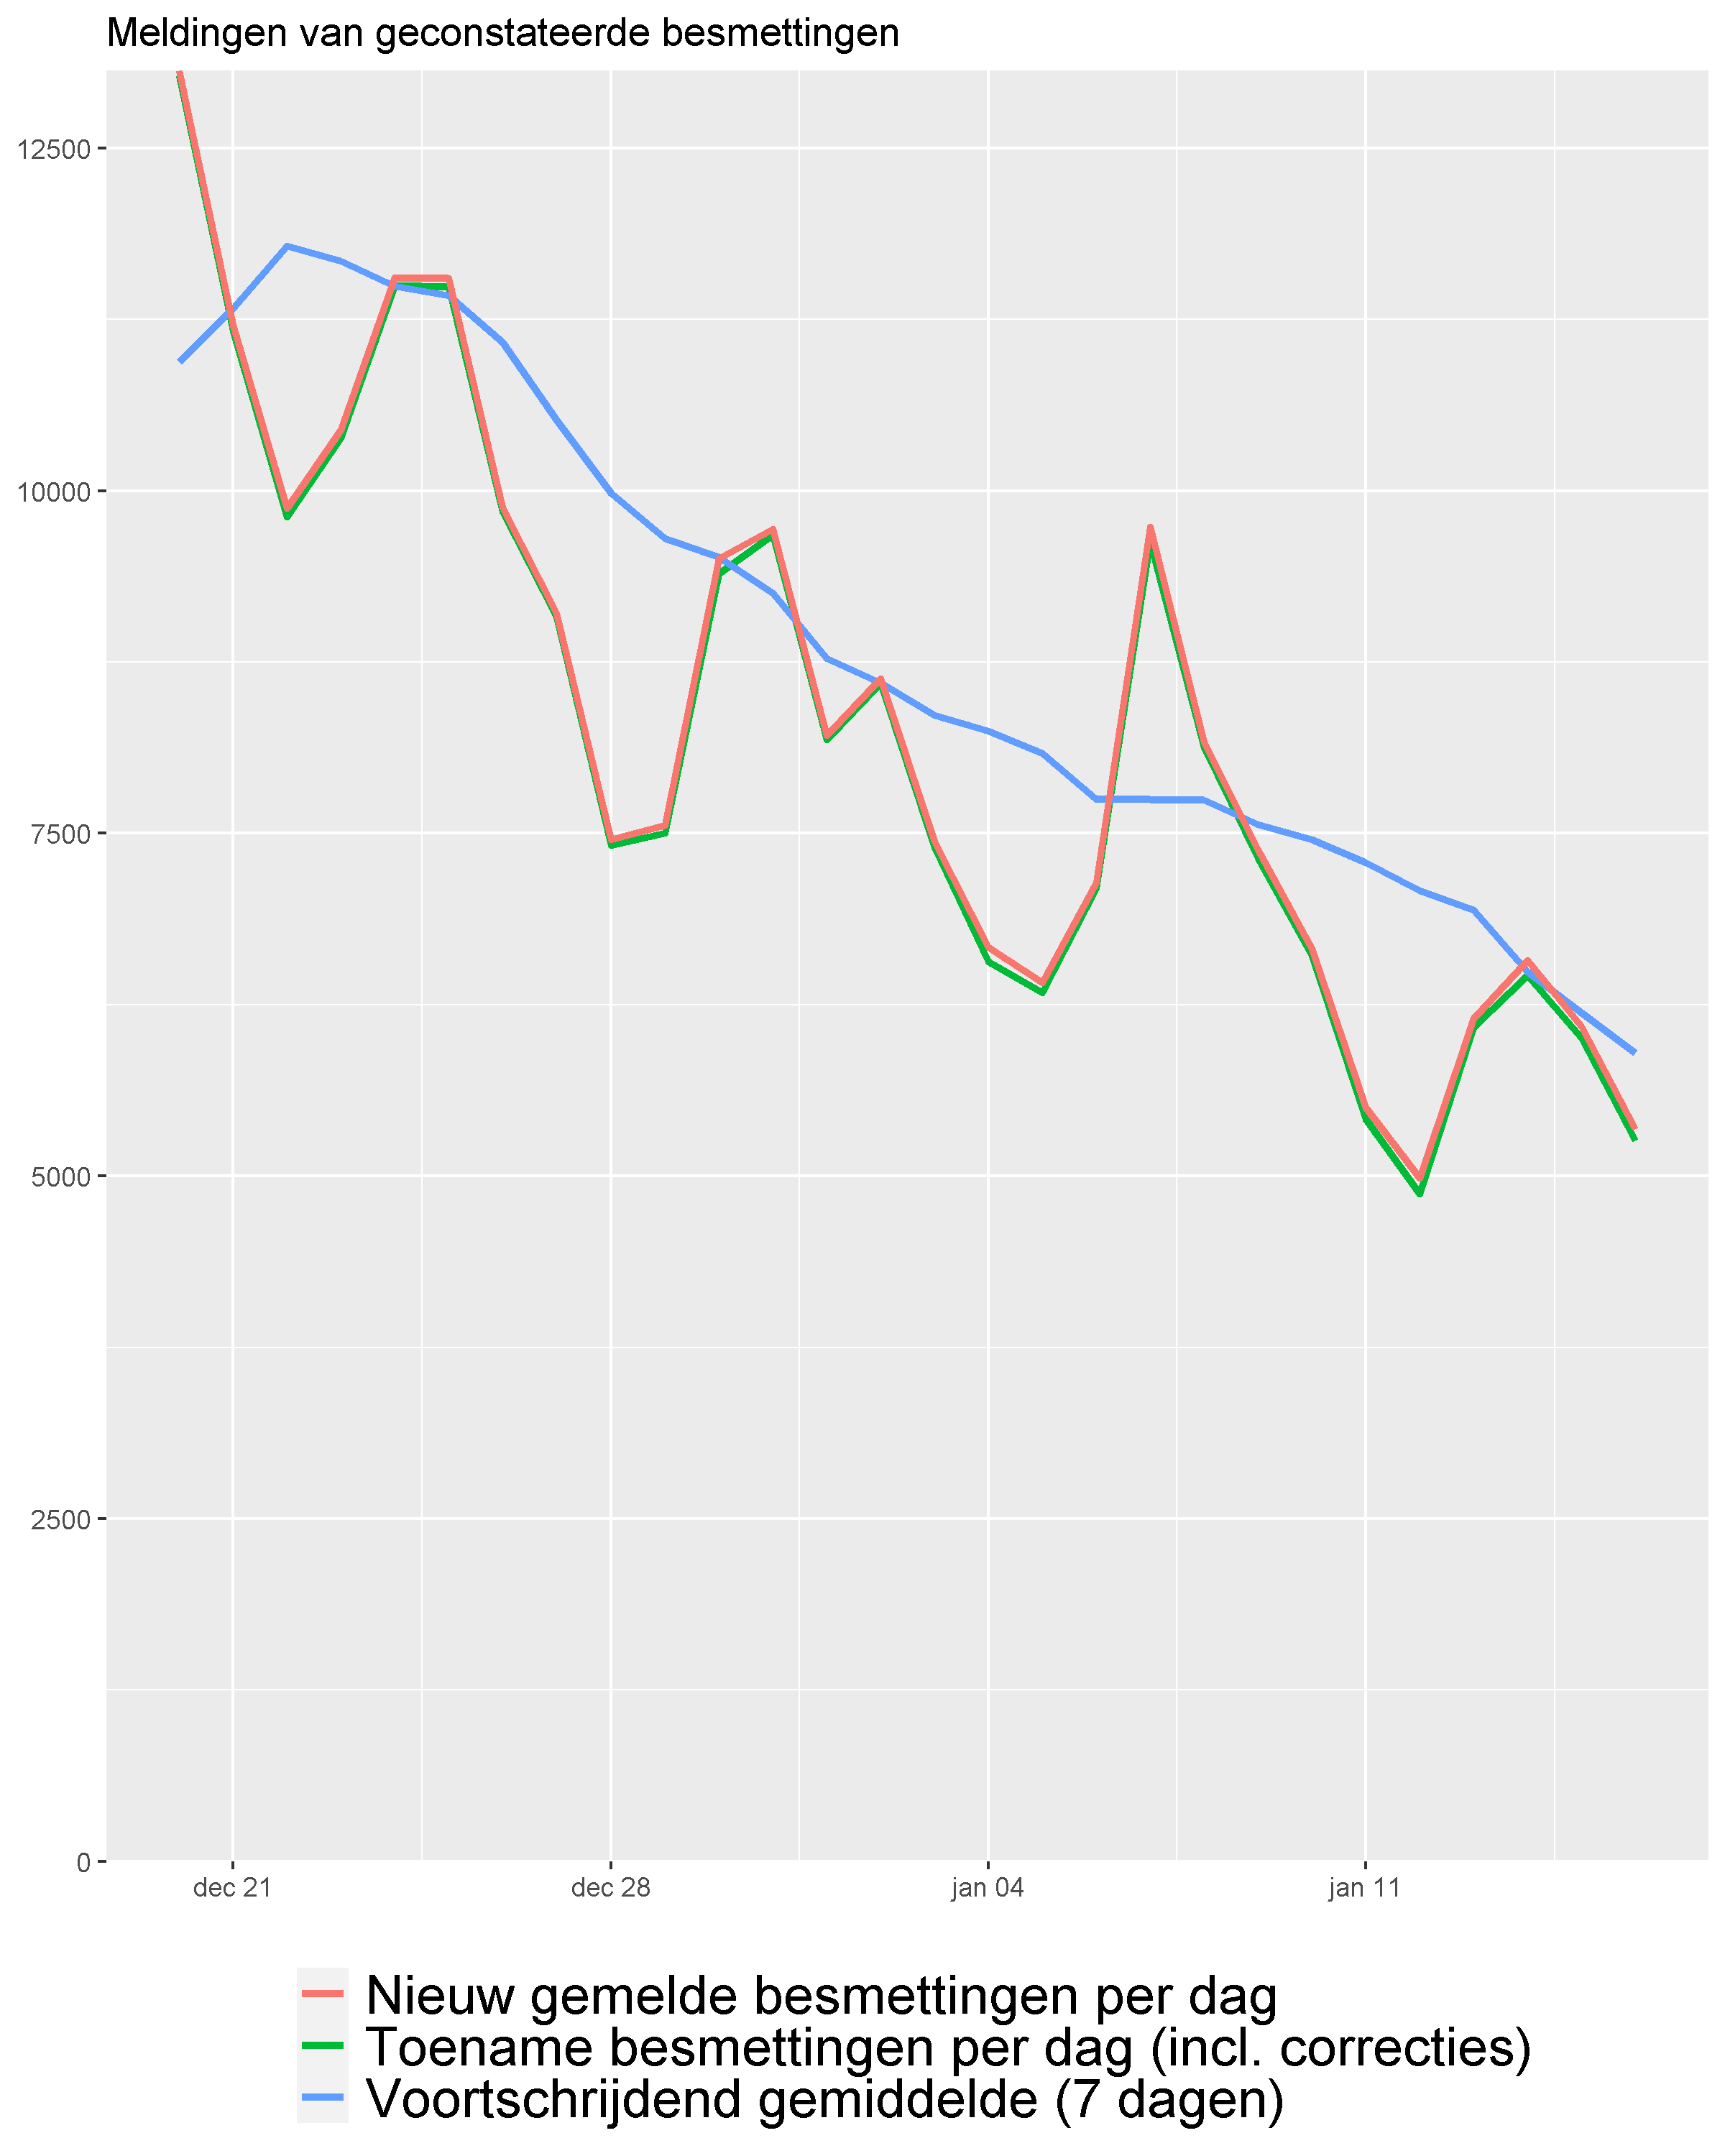 Meldingen van geconstateerde besmettingen
12500
10000
7500
5000
2500
0
dec 21 dec 28 jan 04 jan 11
Nieuw gemelde besmettingen per dag
Toename besmettingen per dag (incl. correcties)
Voortschrijdend gemiddelde (7 dagen)